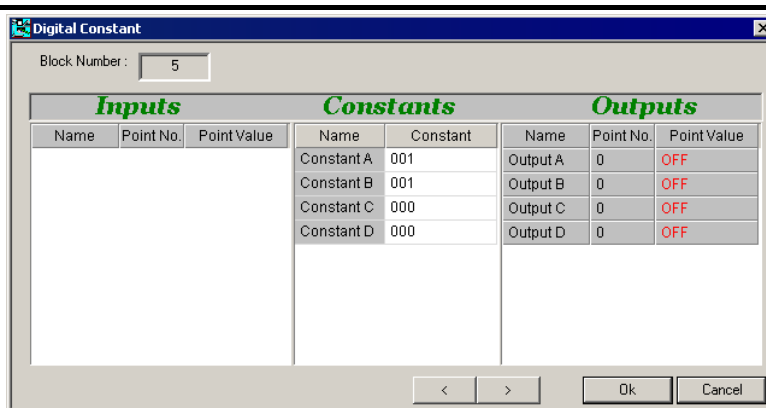 Digital Constant
Block Number : 5
Inputs Constants Outputs
Name Point No. Point Value Name Constant Name Point No. Point Value
Constant A 001 Output A 0 OFF
Constant B 001 Output B 0 OFF
Constant C 000 Output C 0 OFF
Constant D 000 Output D 0 OFF
< > Ok Cancel